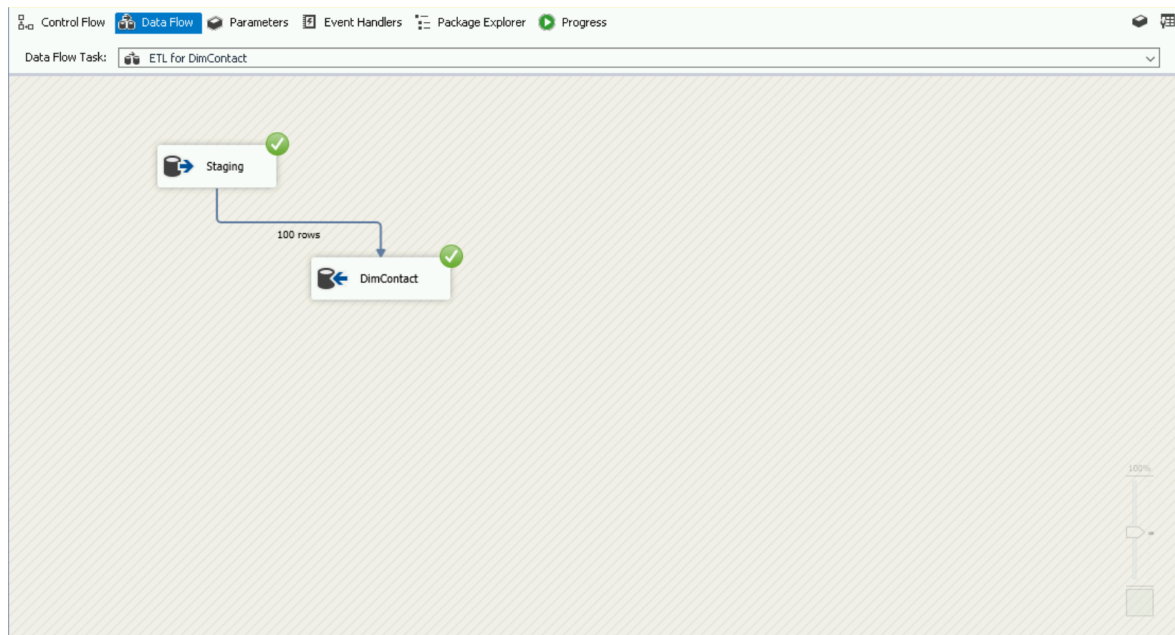 Control Flow Data Flow Parameters Event Handlers Package Explorer Progress
Data Flow Task: ETL for DimContact
Staging
100 rows
DimContact
100%